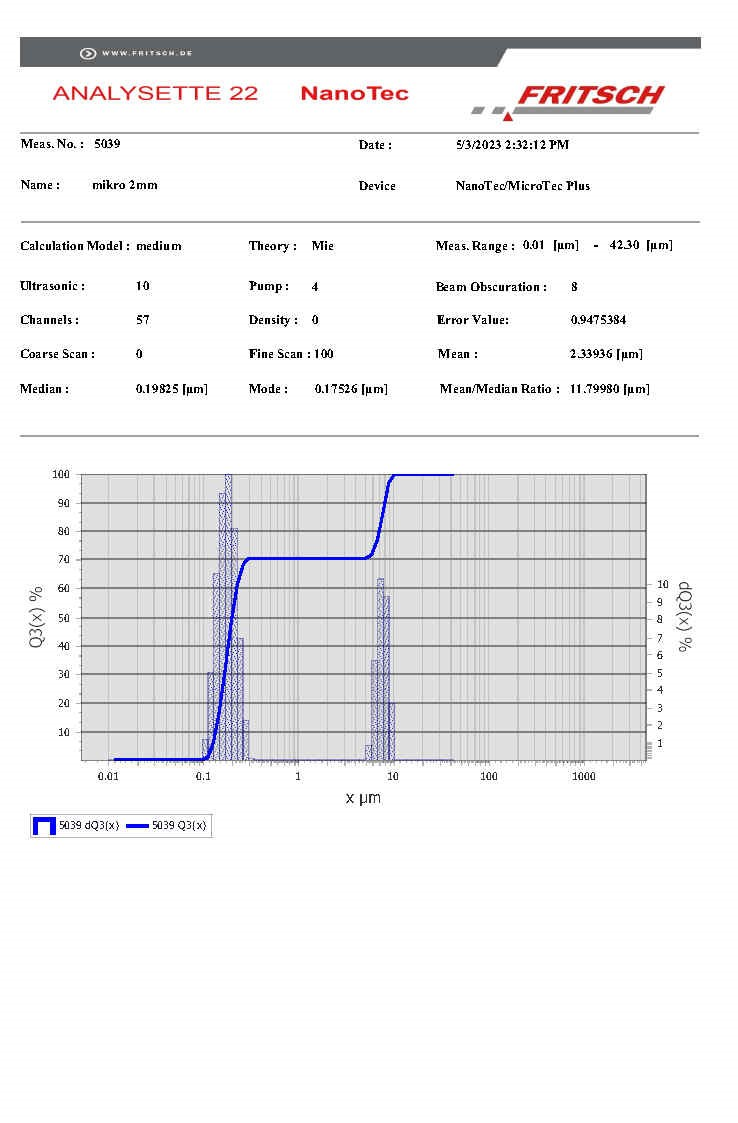 WWW.FRITSCH.DE
ANALYSETTE 22 NanoTec FRITSCH
Meas. No. : 5039 Date : 5/3/2023 2:32:12 PM
Name : mikro 2mm Device NanoTec/MicroTec Plus
Calculation Model : medium Theory : Mie Meas. Range : 0.01 [µm] - 42.30 [µm]
Ultrasonic : 10 Pump : 4 Beam Obscuration : 8
Channels : 57 Density : 0 Error Value: 0.9475384
Coarse Scan : 0 Fine Scan : 100 Mean : 2.33936 [µm]
Median : 0.19825 [µm] Mode : 0.17526 [µm] Mean/Median Ratio : 11.79980 [µm]
100
90
80
70
60
50
40
30
20
10
Q3(x) %
10
9
8
7
6
5
4
3
2
1
dQ3(x) %
0.01 0.1 1 10 100 1000
x µm
5039 dQ3(x) 5039 Q3(x)